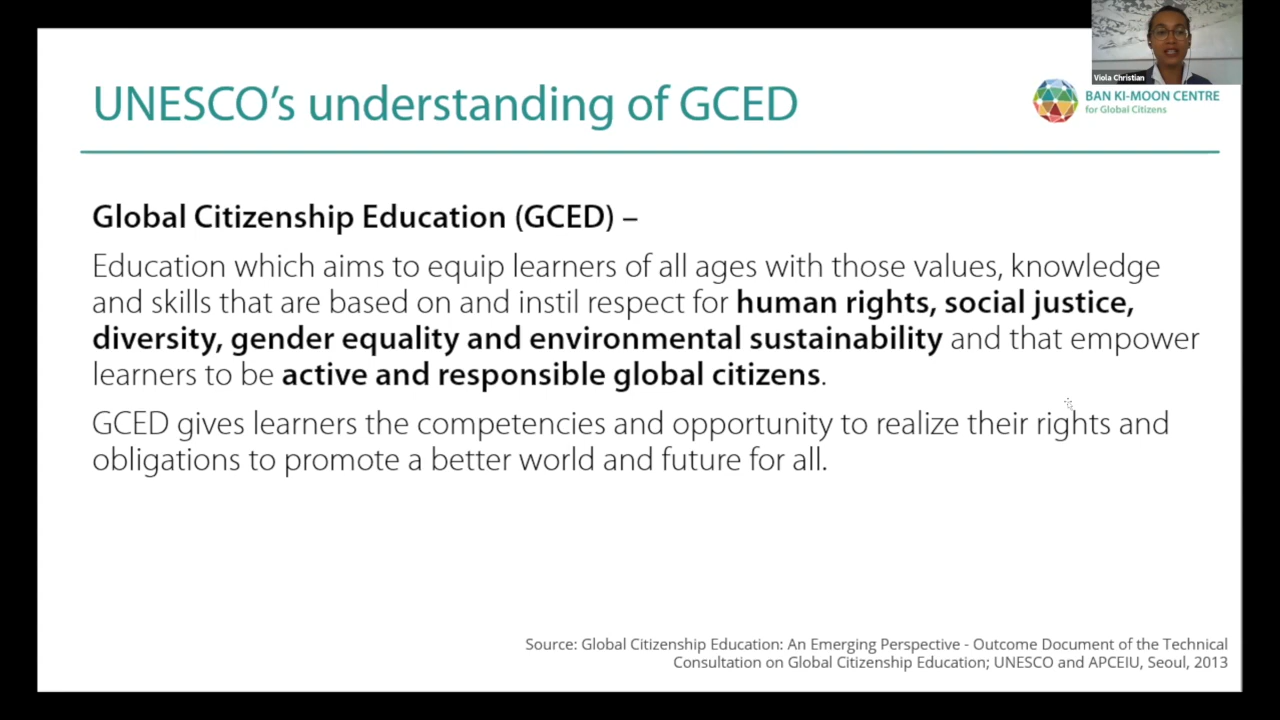 Viola Christian
UNESCO’s understanding of GCED
BAN KI-MOON CENTRE
for Global Citizens
Global Citizenship Education (GCED) –
Education which aims to equip learners of all ages with those values, knowledge
and skills that are based on and instil respect for human rights, social justice,
diversity, gender equality and environmental sustainability and that empower
learners to be active and responsible global citizens.
GCED gives learners the competencies and opportunity to realize their rights and
obligations to promote a better world and future for all.
Source: Global Citizenship Education: An Emerging Perspective - Outcome Document of the Technical
Consultation on Global Citizenship Education; UNESCO and APCEIU, Seoul, 2013